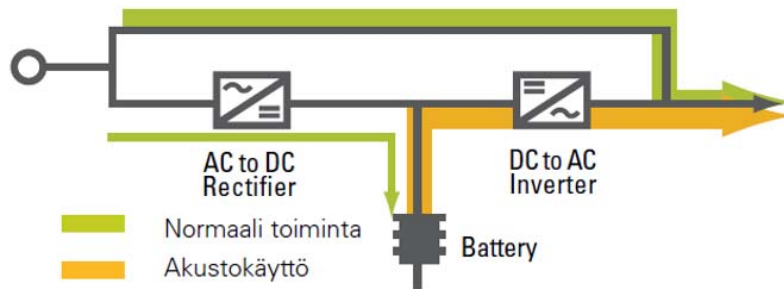 AC to DC
Rectifier
DC to AC
Inverter
Normaali toiminta
Akustokäyttö
Battery